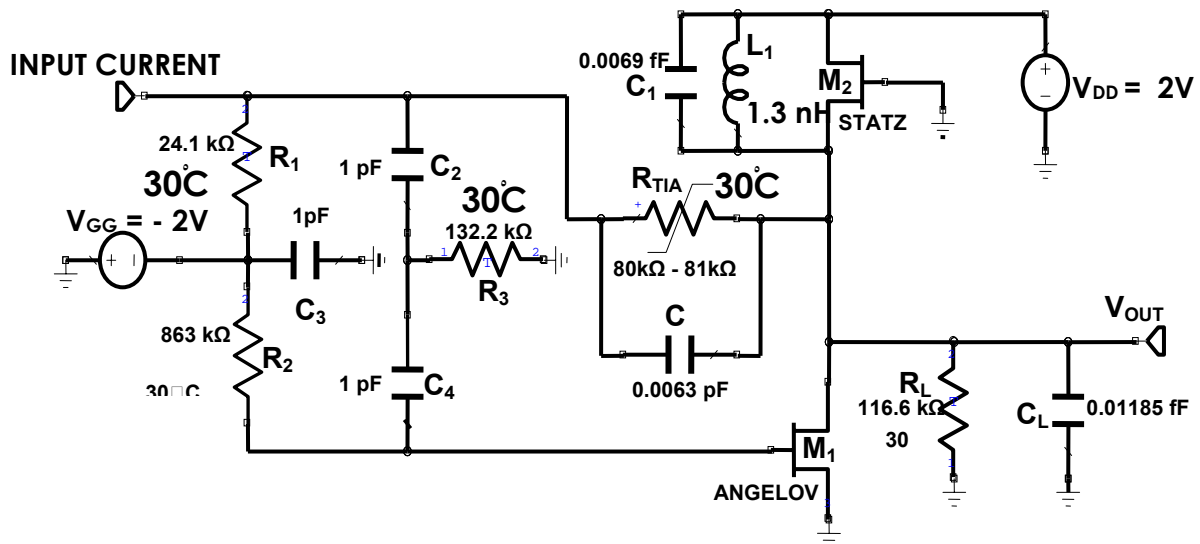 INPUT CURRENT
0.0069 fF
C1
L1
1.3 nH
M2
STATZ
VDD = 2V
24.1 kΩ
R1
30°C
VGG = - 2V
1pF
C3
1 pF
C2
30°C
132.2 kΩ
R3
RTIA
30°C
80kΩ - 81kΩ
C
0.0063 pF
863 kΩ
R2
30□C
1 pF
C4
M1
ANGELOV
VOUT
RL
116.6 kΩ
30
CL
0.01185 fF